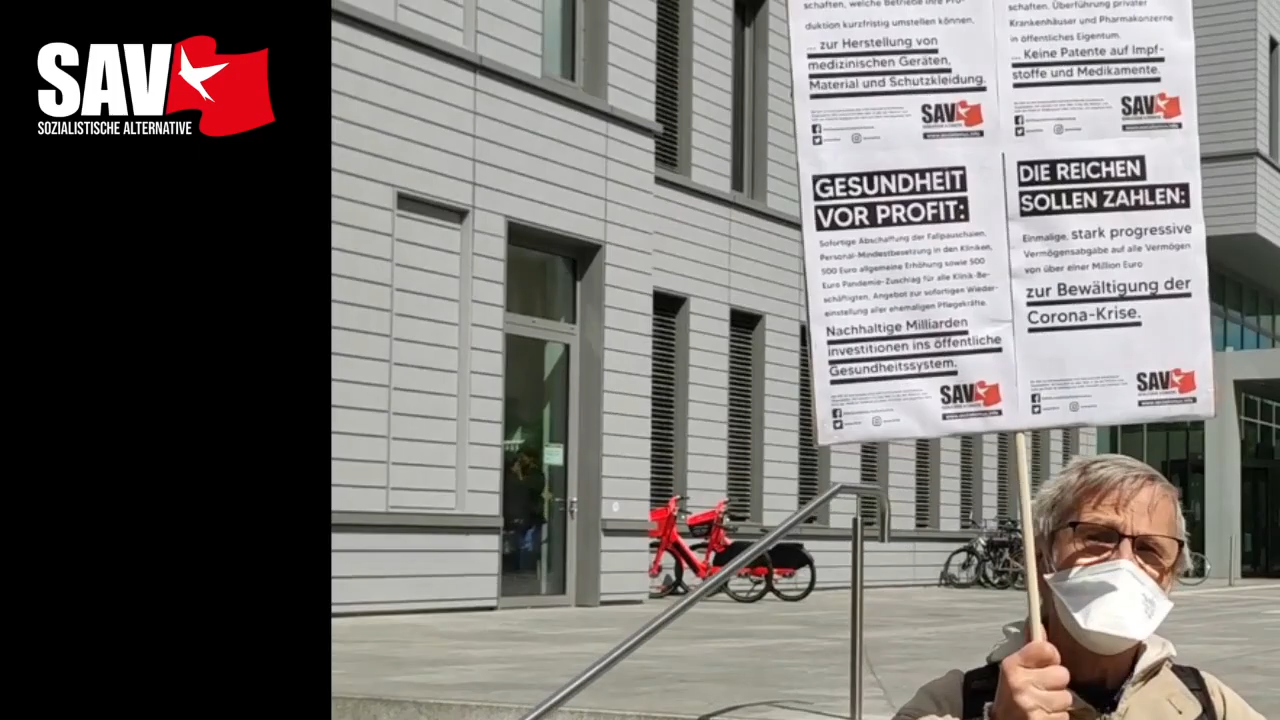 SAV
SOZIALISTISCHE ALTERNATIVE
schaften, welche Betriebe ihre Pro-
duktion kurzfristig umstellen können,
... zur Herstellung von
medizinischen Geräten,
Material und Schutzkleidung.
SAV
schaften. Überführung privater
Krankenhäuser und Pharmakonzerne
in öffentliches Eigentum.
... Keine Patente auf Impf-
stoffe und Medikamente.
SAV
GESUNDHEIT
VOR PROFIT:
Sofortige Abschaffung der Fallpauschalen,
Personal-Mindestbesetzung in den Kliniken,
500 Euro allgemeine Erhöhung sowie 500
Euro Pandemie-Zuschlag für alle Klinik-Be-
schäftigten, Angebot zur sofortigen Wieder-
einstellung aller ehemaligen Pflegekräfte.
Nachhaltige Milliarden
investitionen ins öffentliche
Gesundheitssystem.
SAV
DIE REICHEN
SOLLEN ZAHLEN:
Einmalige, stark progressive
Vermögensabgabe auf alle Vermögen
von über einer Million Euro
zur Bewältigung der
Corona-Krise.
SAV